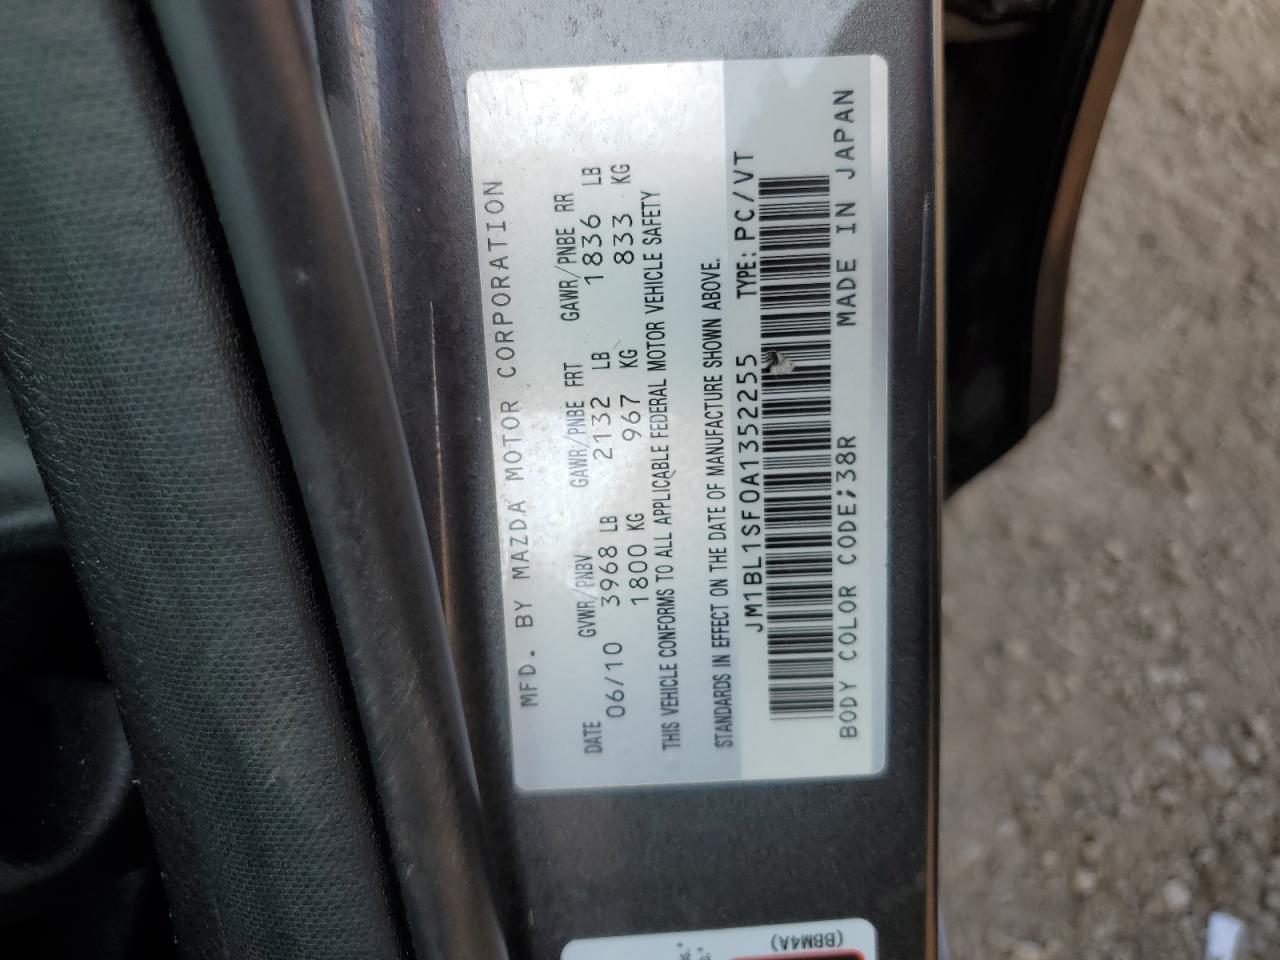 MFD. BY MAZDA MOTOR CORPORATION
DATE GVWR/PNBV GAWR/PNBE FRT GAWR/PNBE RR
06/10 3968 LB 2132 LB 1836 LB
1800 KG 967 KG 833 KG
THIS VEHICLE CONFORMS TO ALL APPLICABLE FEDERAL MOTOR VEHICLE SAFETY
STANDARDS IN EFFECT ON THE DATE OF MANUFACTURE SHOWN ABOVE.
JM1BL1SF0A1352255 TYPE: PC/VT
BODY COLOR CODE;38R MADE IN JAPAN
(BBM4A)